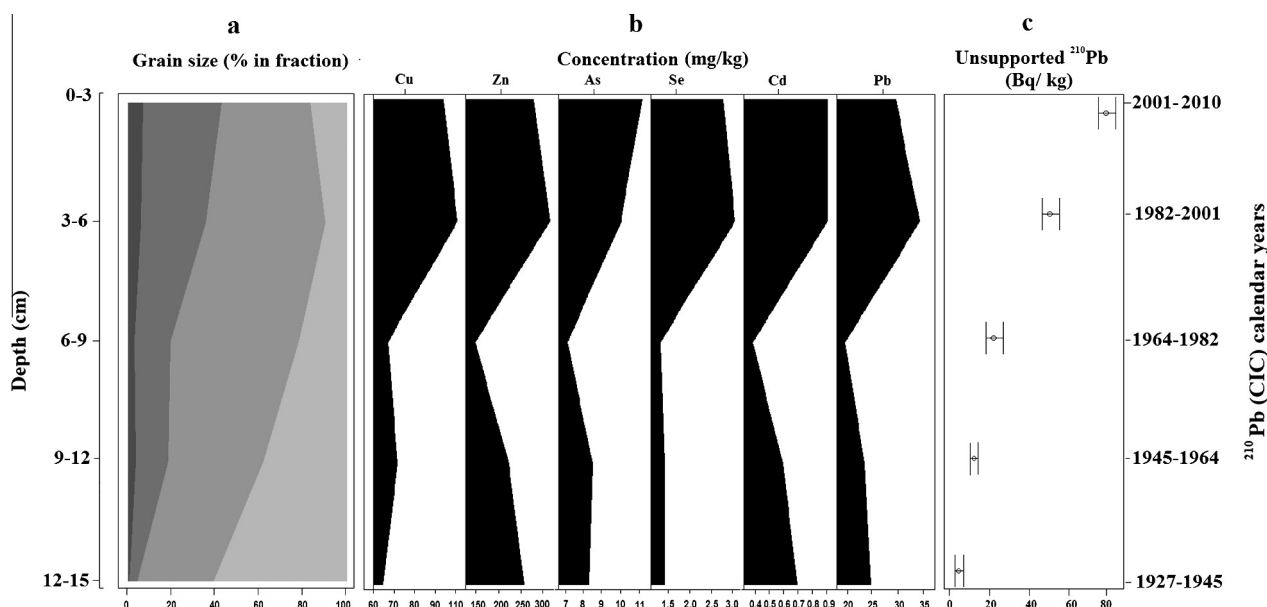 a
b
c
Grain size (% in fraction)
Concentration (mg/kg)
Unsupported ²¹⁰Pb
(Bq/ kg)
Cu Zn As Se Cd Pb
Depth (cm)
0-3
3-6
6-9
9-12
12-15
2001-2010
1982-2001
1964-1982
1945-1964
1927-1945
²¹⁰Pb (CIC) calendar years
0 20 40 60 80 100
60 70 80 90 110
150 200 250 300
7 8 9 10 11
1.5 2.0 2.5 3.0
0.4 0.5 0.6 0.7 0.8 0.9
20 25 35
0 20 40 60 80